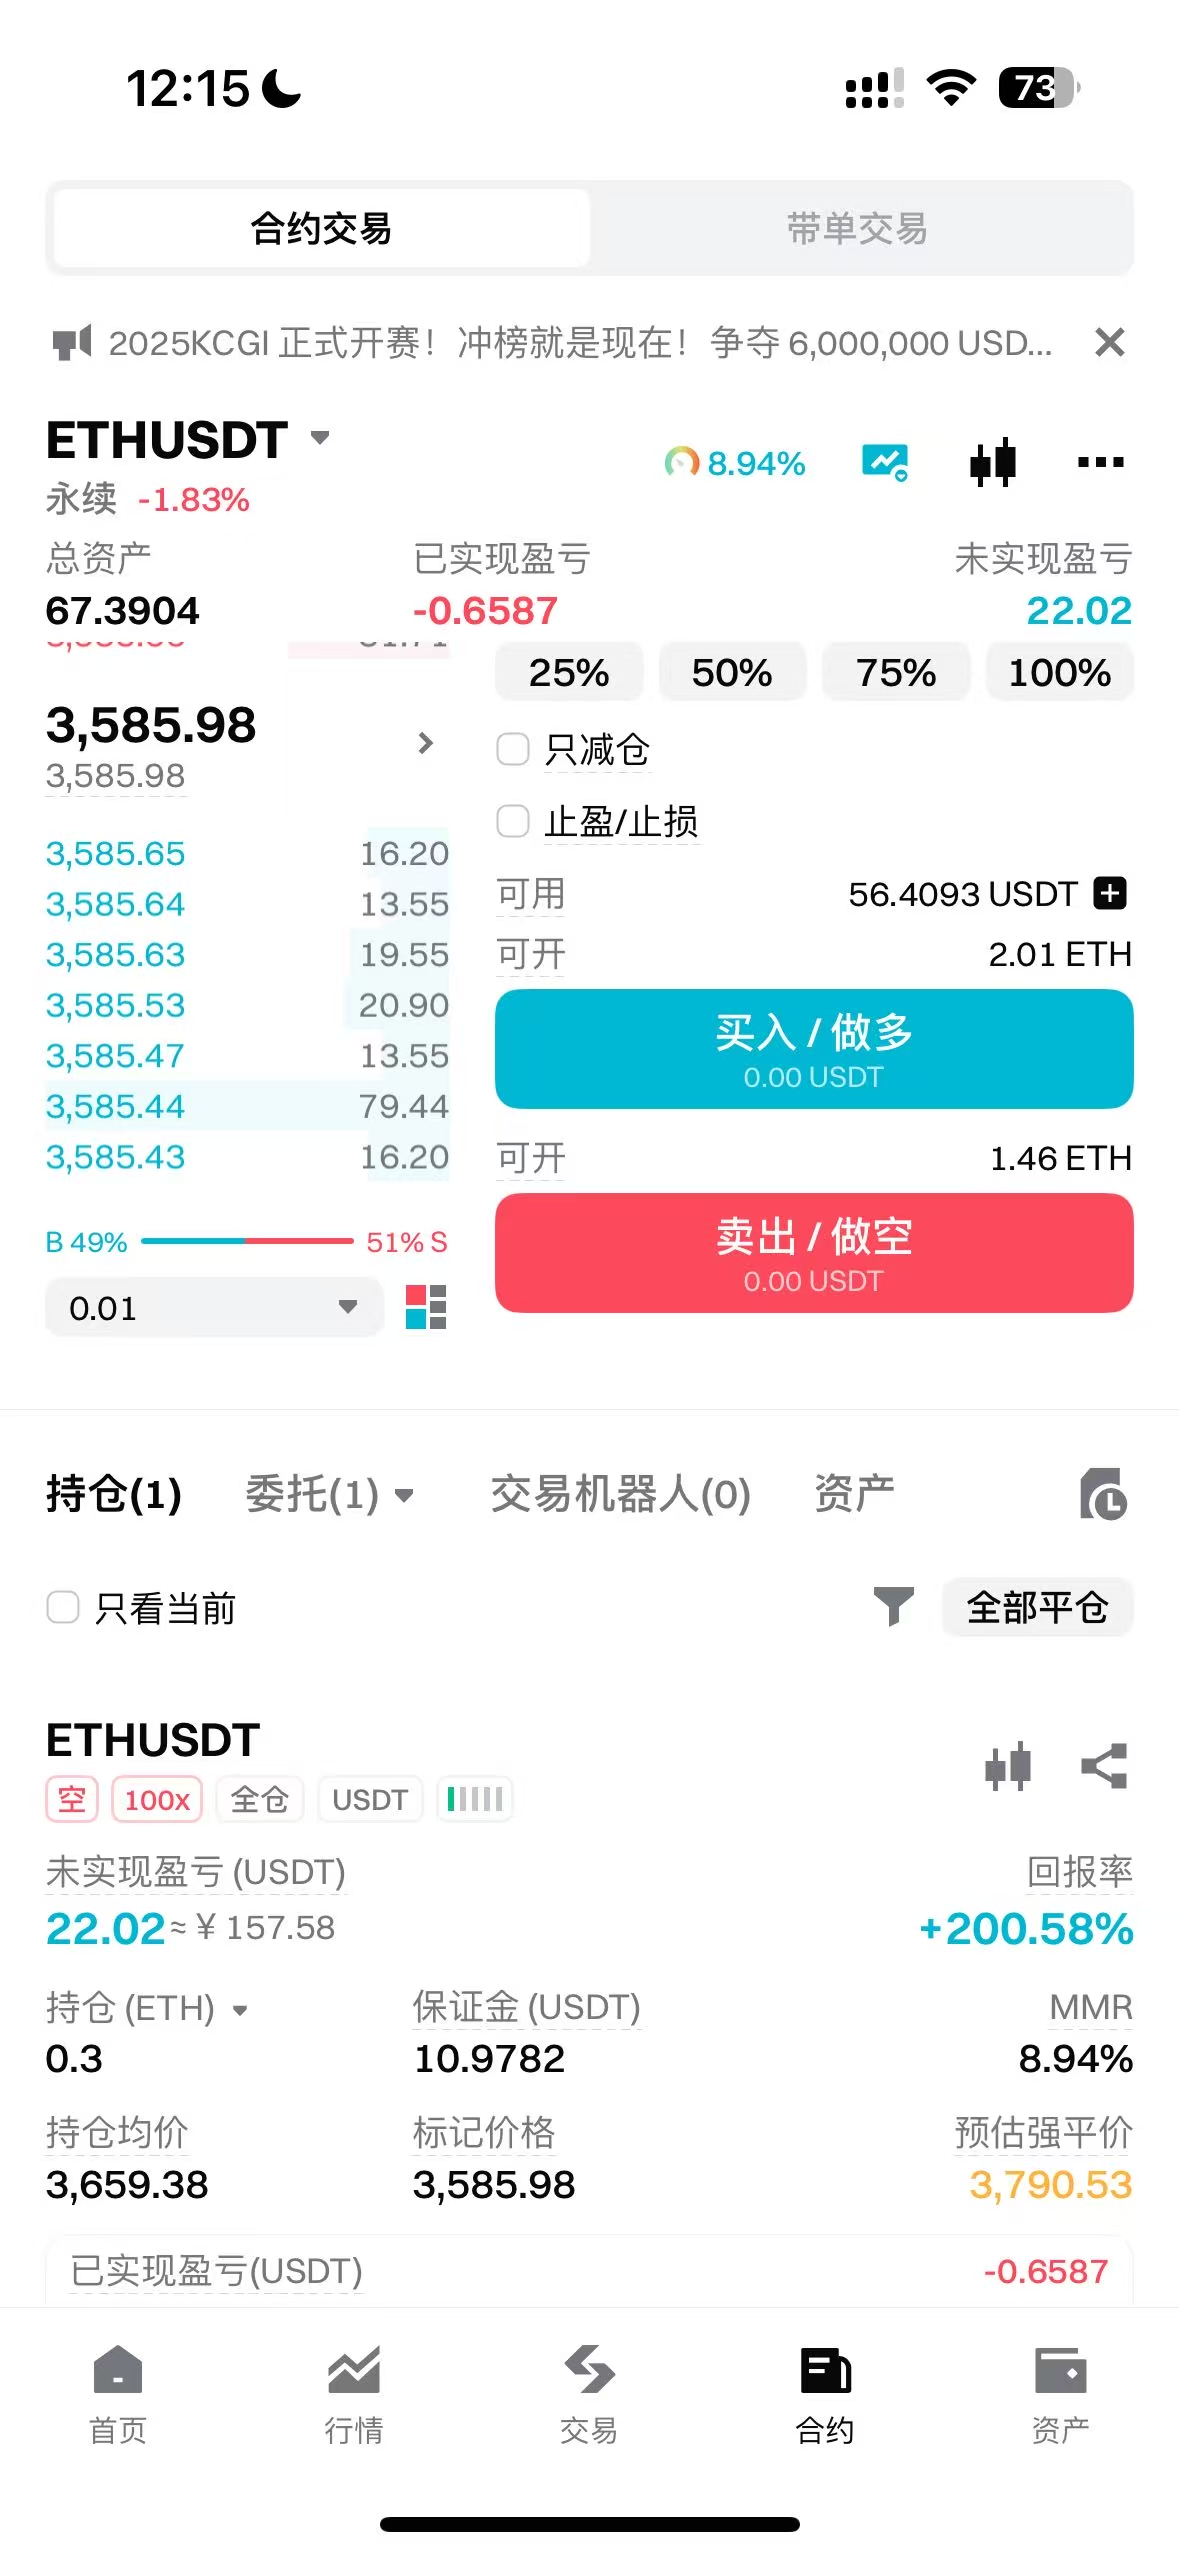 12:15
73
合约交易 带单交易
2025KCGI 正式开赛！冲榜就是现在！争夺 6,000,000 USD...
ETHUSDT
8.94%
永续 -1.83%
总资产 已实现盈亏 未实现盈亏
67.3904 -0.6587 22.02
25% 50% 75% 100%
3,585.98
3,585.98
只减仓
止盈/止损
3,585.65 16.20
3,585.64 13.55
3,585.63 19.55
3,585.53 20.90
3,585.47 13.55
3,585.44 79.44
3,585.43 16.20
B 49% 51% S
0.01
可用 56.4093 USDT
可开 2.01 ETH
买入 / 做多
0.00 USDT
可开 1.46 ETH
卖出 / 做空
0.00 USDT
持仓(1) 委托(1) 交易机器人(0) 资产
只看当前 全部平仓
ETHUSDT
空 100x 全仓 USDT
未实现盈亏 (USDT) 回报率
22.02 ≈ ¥ 157.58 +200.58%
持仓 (ETH) 保证金 (USDT) MMR
0.3 10.9782 8.94%
持仓均价 标记价格 预估强平价
3,659.38 3,585.98 3,790.53
已实现盈亏(USDT) -0.6587
首页 行情 交易 合约 资产